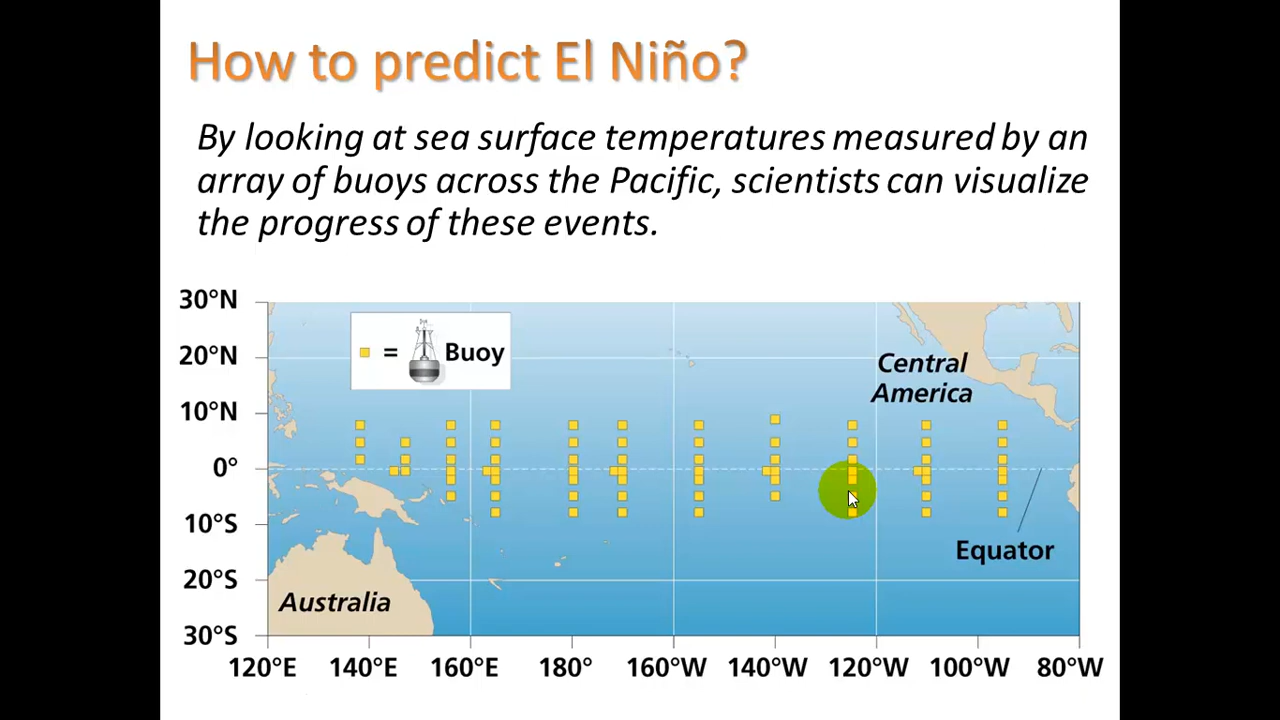 How to predict El Niño?
By looking at sea surface temperatures measured by an
array of buoys across the Pacific, scientists can visualize
the progress of these events.
30°N
= Buoy
20°N
Central
America
10°N
0°
10°S
Equator
20°S
Australia
30°S
120°E 140°E 160°E 180° 160°W 140°W 120°W 100°W 80°W